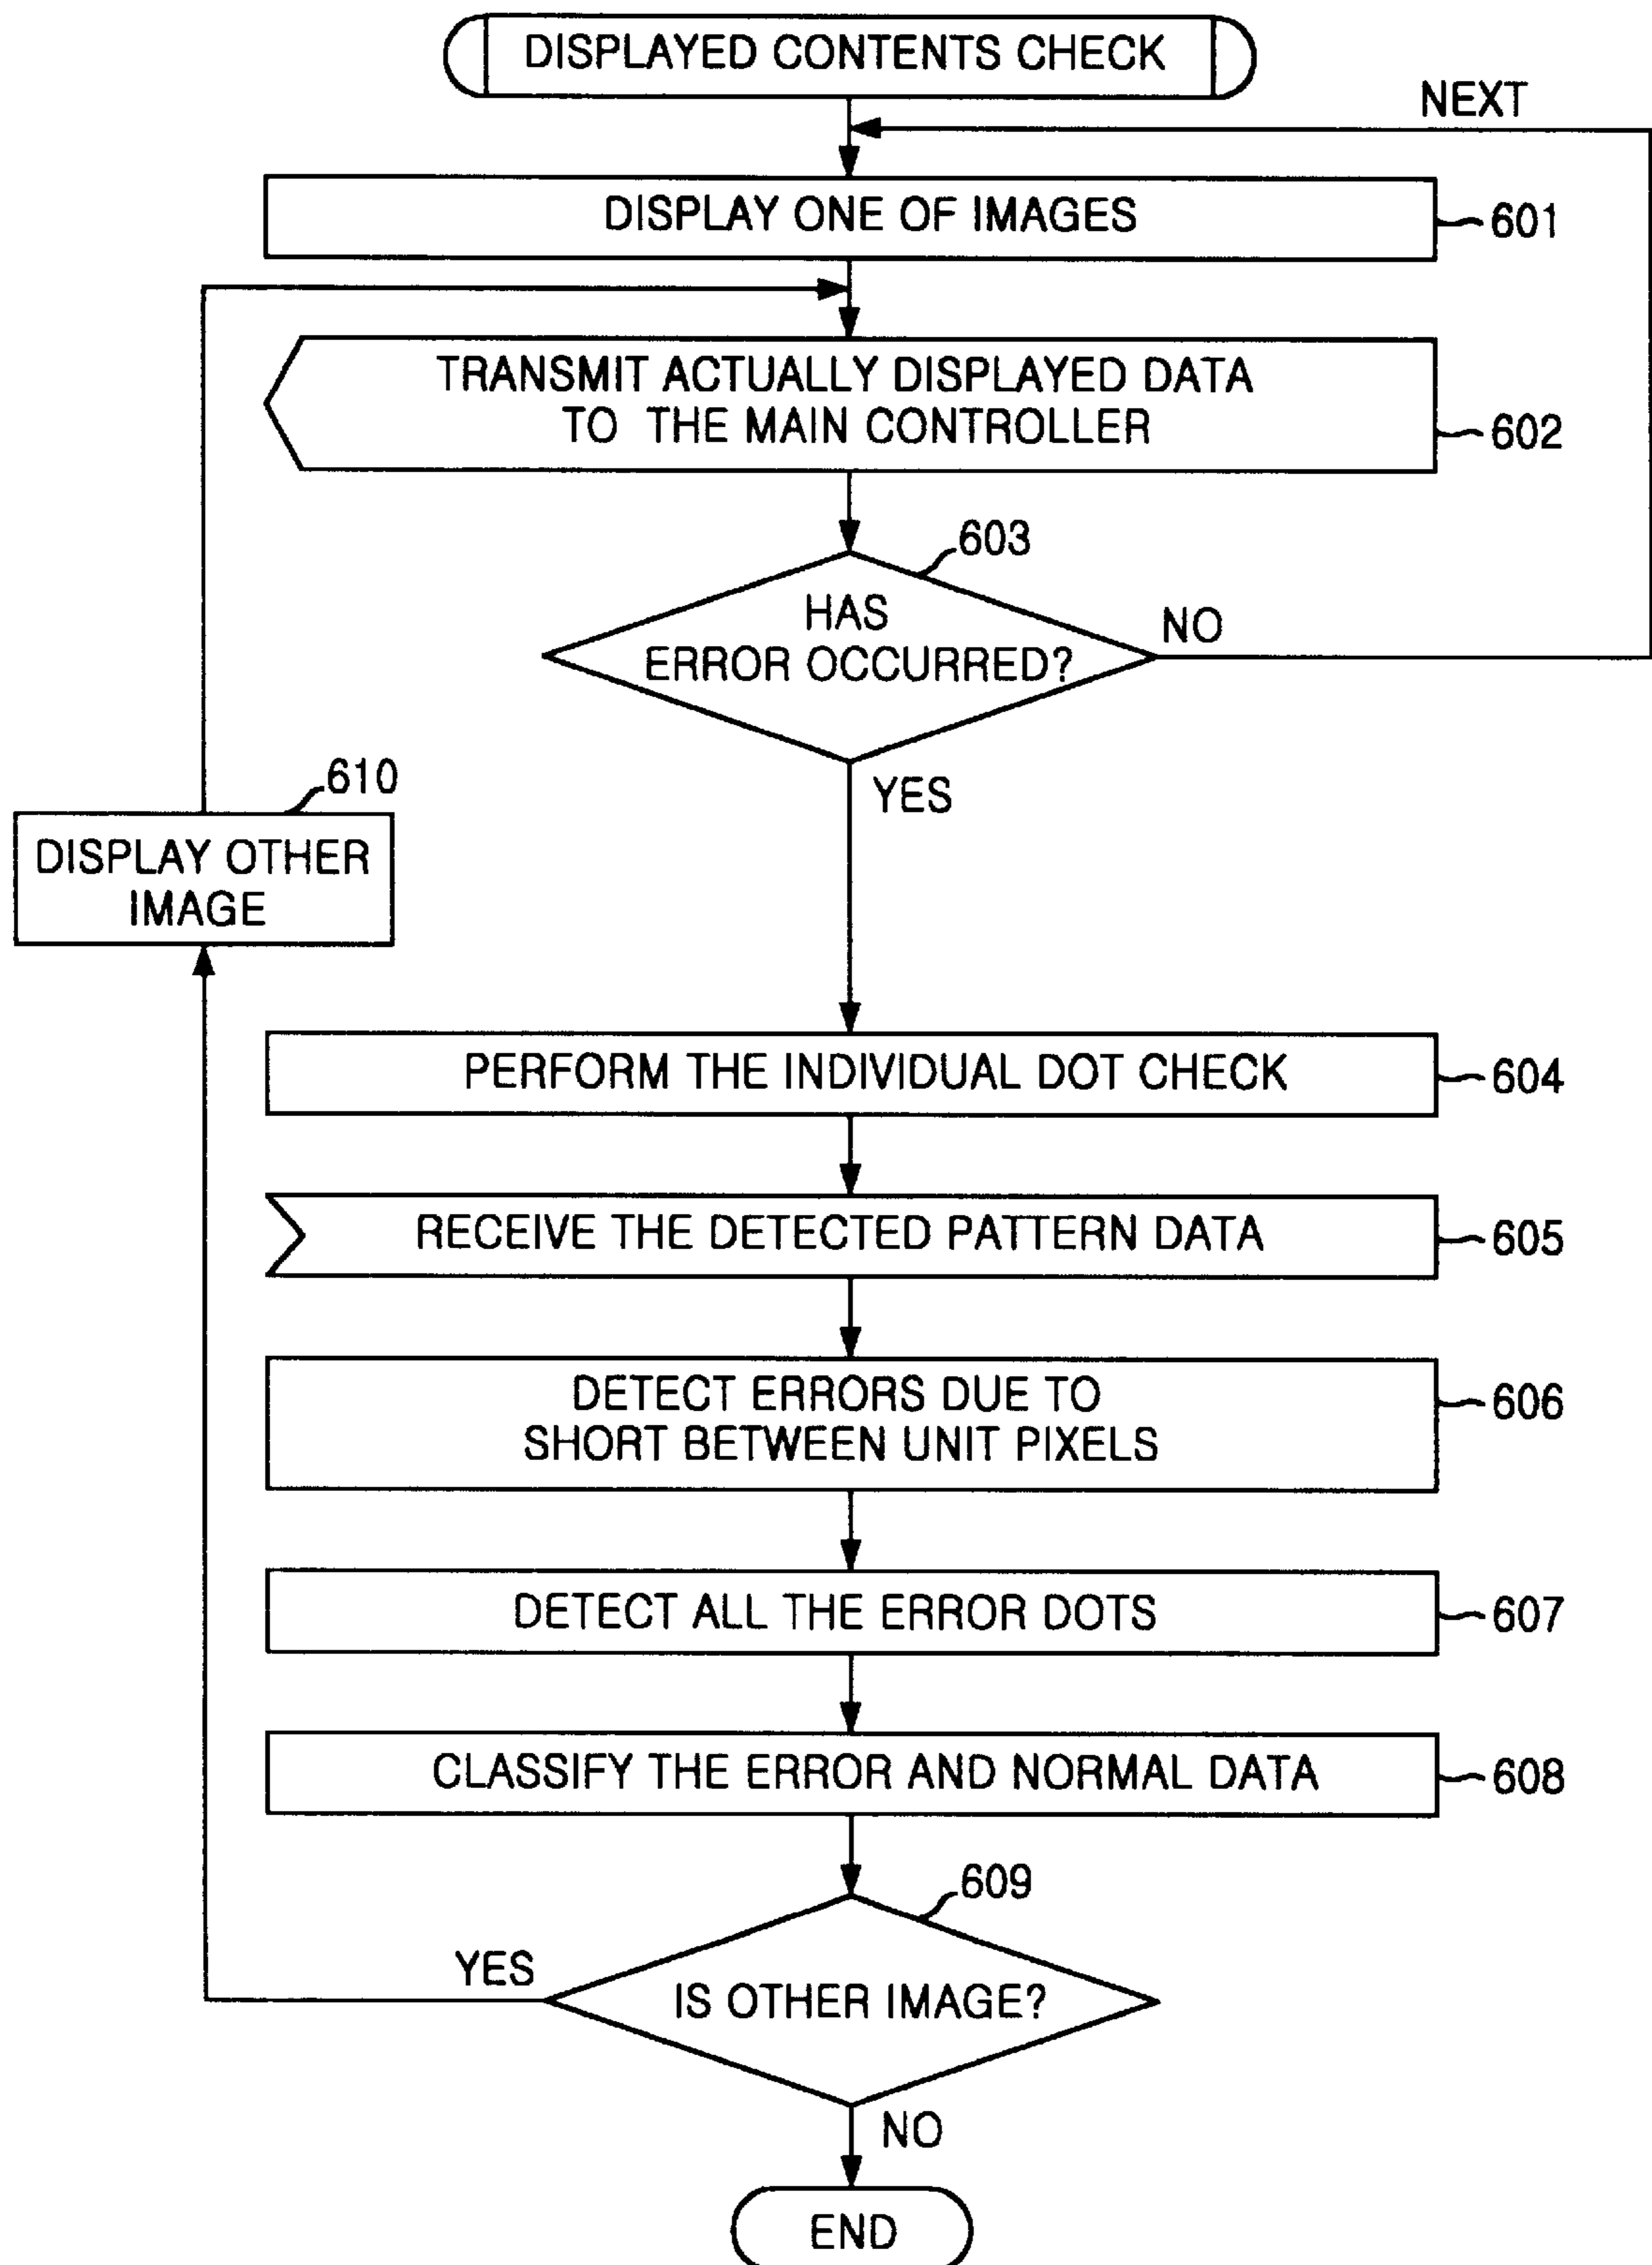 DISPLAYED CONTENTS CHECK
NEXT
DISPLAY ONE OF IMAGES
601
TRANSMIT ACTUALLY DISPLAYED DATA
TO THE MAIN CONTROLLER
602
603
HAS
ERROR OCCURRED?
NO
YES
610
DISPLAY OTHER
IMAGE
PERFORM THE INDIVIDUAL DOT CHECK
604
RECEIVE THE DETECTED PATTERN DATA
605
DETECT ERRORS DUE TO
SHORT BETWEEN UNIT PIXELS
606
DETECT ALL THE ERROR DOTS
607
CLASSIFY THE ERROR AND NORMAL DATA
608
609
YES
IS OTHER IMAGE?
NO
END